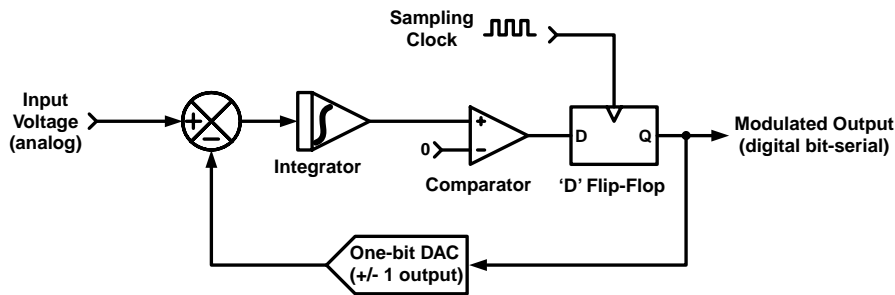 Sampling
Clock
Input
Voltage
(analog)
+
−
Integrator
0
+
−
Comparator
D
Q
‘D’ Flip-Flop
Modulated Output
(digital bit-serial)
One-bit DAC
(+/- 1 output)